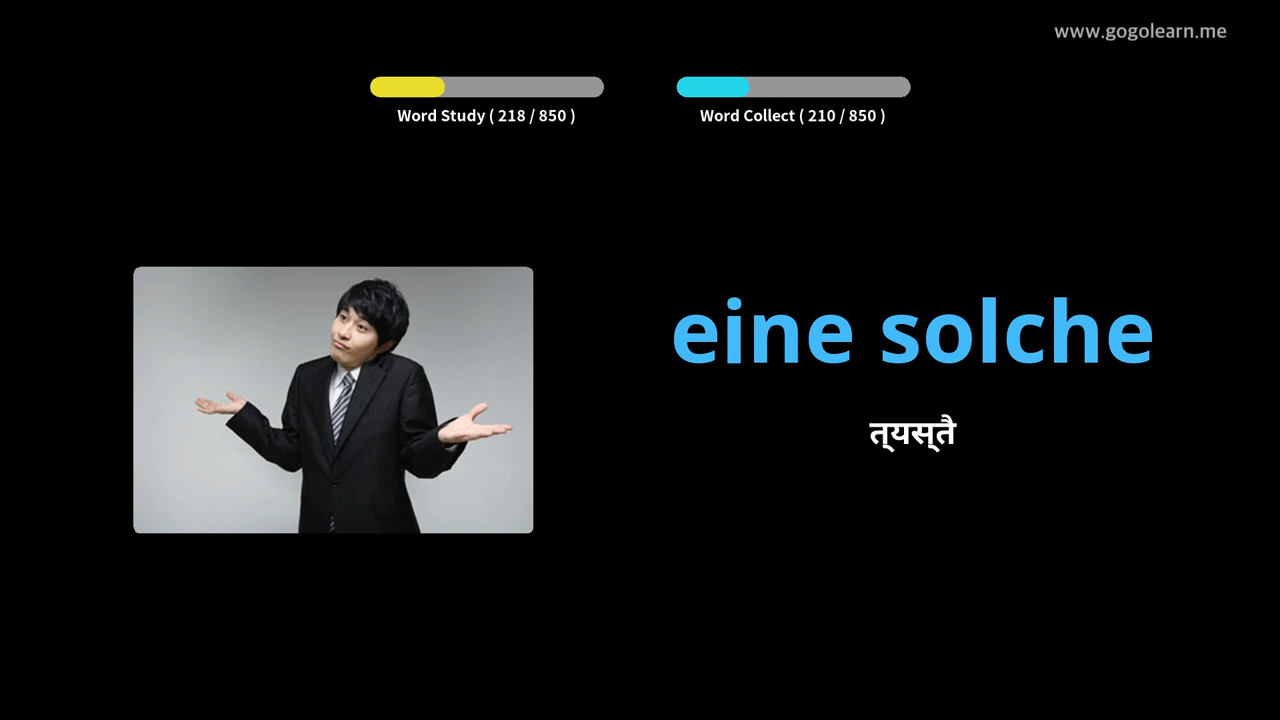 www.gogolearn.me
Word Study ( 218 / 850 )
Word Collect ( 210 / 850 )
eine solche
त्यस्तै